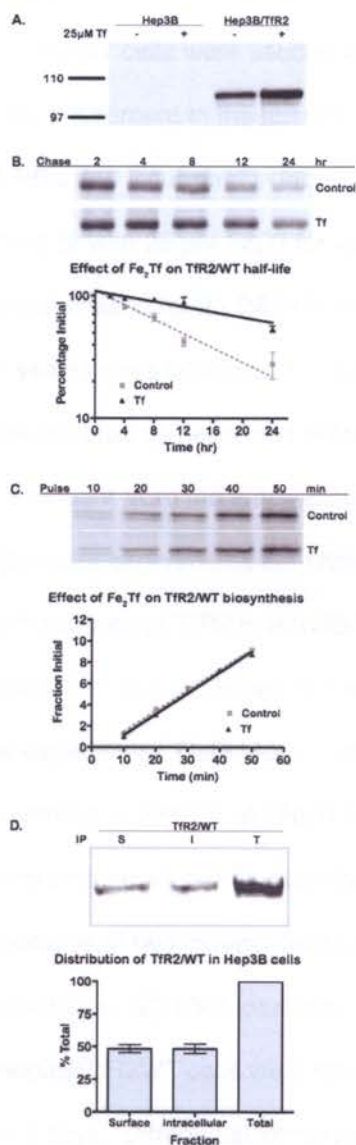 A.
Hep3B Hep3B/TfR2
25µM Tf - + - +
110
97
B.
Chase 2 4 8 12 24 hr
Control
Tf
Effect of Fe2Tf on TfR2/WT half-life
Percentage Initial
100
10
Control
Tf
0 4 8 12 16 20 24
Time (hr)
C.
Pulse 10 20 30 40 50 min
Control
Tf
Effect of Fe2Tf on TfR2/WT biosynthesis
Fraction Initial
12
10
8
6
4
2
0
Control
Tf
0 10 20 30 40 50 60
Time (min)
D.
TfR2/WT
IP S I T
Distribution of TfR2/WT in Hep3B cells
% Total
100
75
50
25
0
Surface Intracellular Total
Fraction